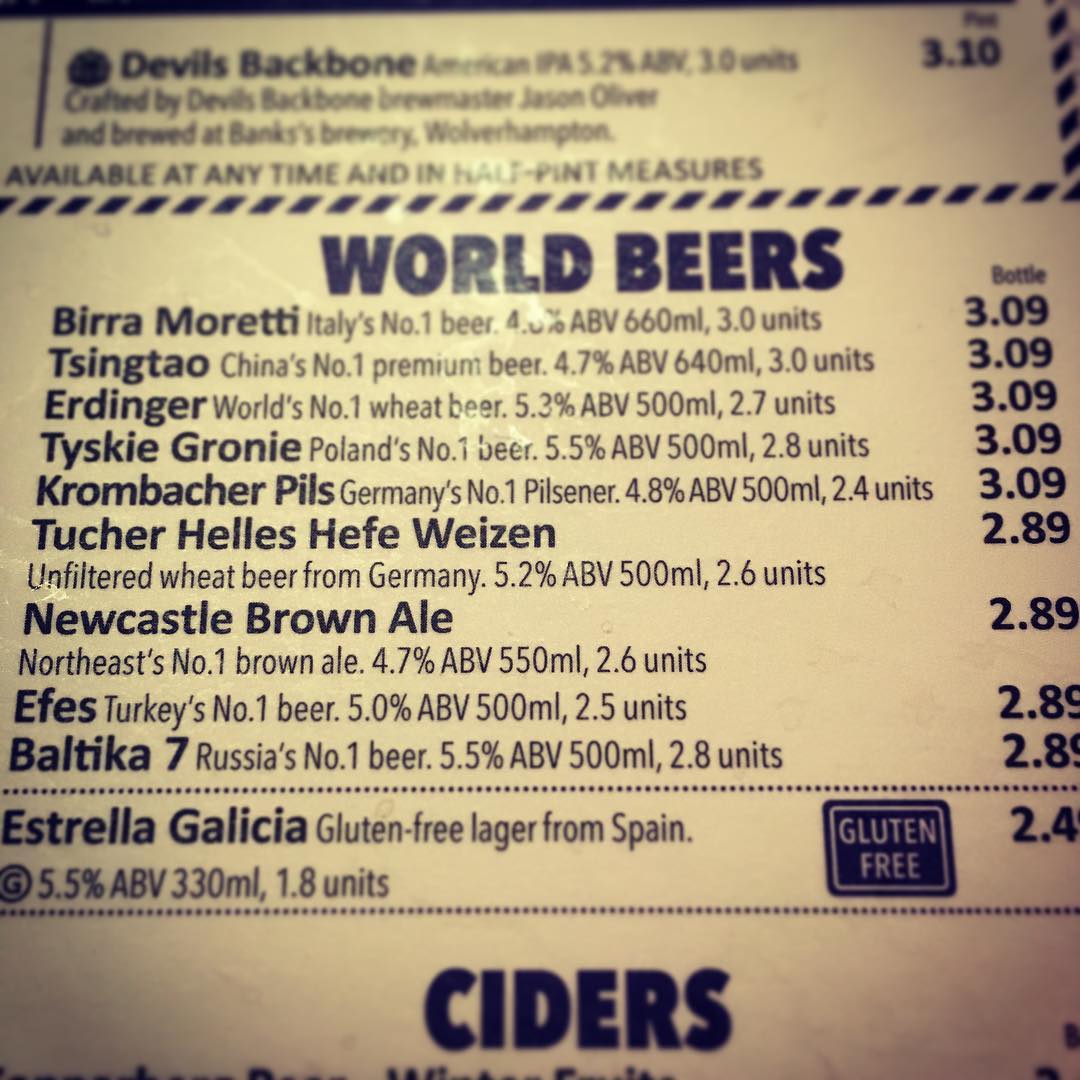 Pint
Devils Backbone American IPA 5.2% ABV, 3.0 units 3.10
Crafted by Devils Backbone brewmaster Jason Oliver
and brewed at Banks's brewery, Wolverhampton.
AVAILABLE AT ANY TIME AND IN HALF-PINT MEASURES
WORLD BEERS
Bottle
Birra Moretti Italy's No.1 beer. ABV 660ml, 3.0 units 3.09
Tsingtao China's No.1 premium beer. 4.7% ABV 640ml, 3.0 units 3.09
Erdinger World's No.1 wheat beer. 5.3% ABV 500ml, 2.7 units 3.09
Tyskie Gronie Poland's No.1 beer. 5.5% ABV 500ml, 2.8 units 3.09
Krombacher Pils Germany's No.1 Pilsener. 4.8% ABV 500ml, 2.4 units 3.09
Tucher Helles Hefe Weizen 2.89
Unfiltered wheat beer from Germany. 5.2% ABV 500ml, 2.6 units
Newcastle Brown Ale 2.89
Northeast's No.1 brown ale. 4.7% ABV 550ml, 2.6 units
Efes Turkey's No.1 beer. 5.0% ABV 500ml, 2.5 units 2.89
Baltika 7 Russia's No.1 beer. 5.5% ABV 500ml, 2.8 units 2.89
Estrella Galicia Gluten-free lager from Spain. GLUTEN FREE
G 5.5% ABV 330ml, 1.8 units
CIDERS